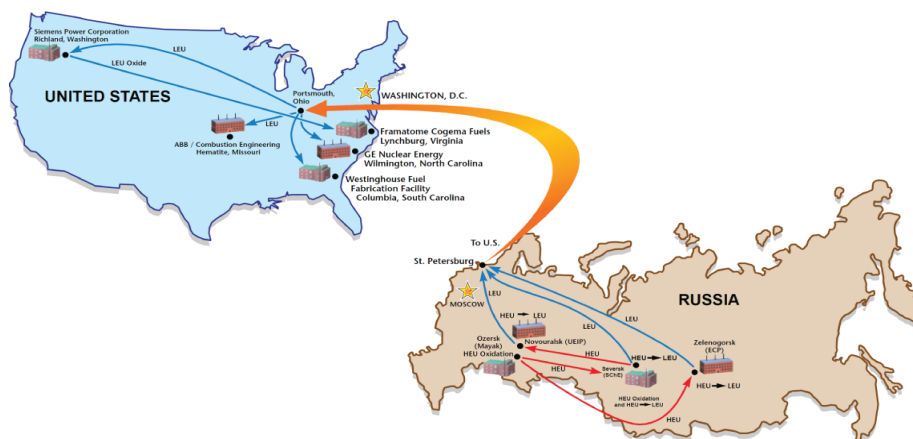 Siemens Power Corporation
Richland, Washington
LEU
LEU Oxide
UNITED STATES
Portsmouth,
Ohio
WASHINGTON, D.C.
LEU
ABB / Combustion Engineering
Hematite, Missouri
Framatome Cogema Fuels
Lynchburg, Virginia
GE Nuclear Energy
Wilmington, North Carolina
Westinghouse Fuel
Fabrication Facility
Columbia, South Carolina
To U.S.
St. Petersburg
MOSCOW
RUSSIA
LEU
LEU
LEU
HEU → LEU
Ozersk
(Mayak)
HEU Oxidation
Novouralsk (UEIP)
HEU
HEU
Seversk
(SChE)
HEU → LEU
HEU Oxidation
and HEU → LEU
Zelenogorsk
(ECP)
HEU → LEU
HEU